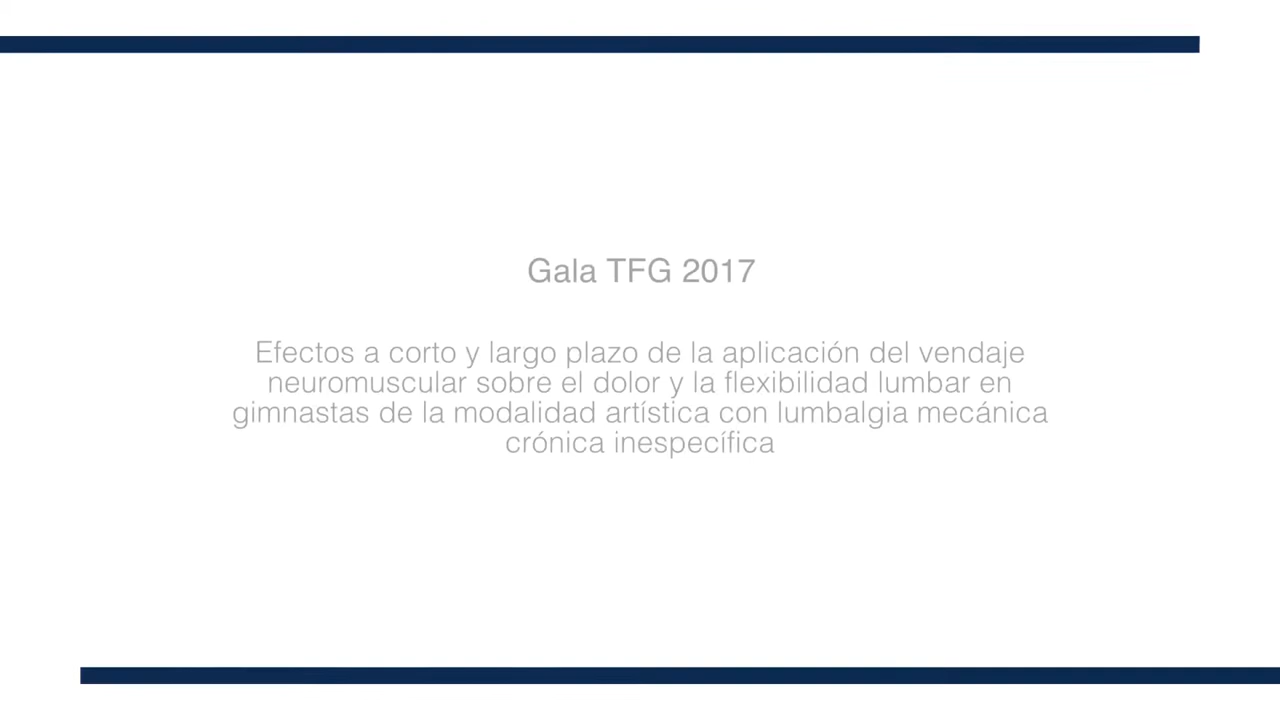 Gala TFG 2017
Efectos a corto y largo plazo de la aplicación del vendaje
neuromuscular sobre el dolor y la flexibilidad lumbar en
gimnastas de la modalidad artística con lumbalgia mecánica
crónica inespecífica